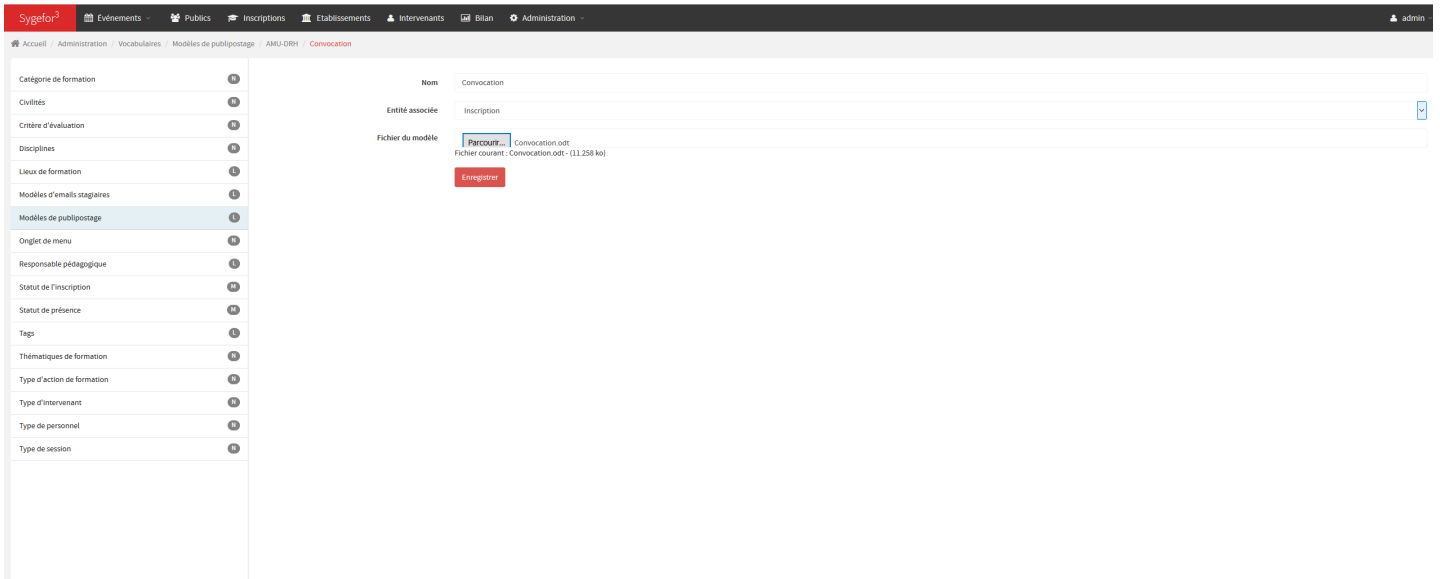 Sygefor3 Événements Publics Inscriptions Etablissements Intervenants Bilan Administration admin
Accueil / Administration / Vocabulaires / Modèles de publipostage / AMU-DRH / Convocation
Catégorie de formation N
Civilités N
Critère d'évaluation N
Disciplines N
Lieux de formation L
Modèles d'emails stagiaires L
Modèles de publipostage L
Onglet de menu N
Responsable pédagogique L
Statut de l'inscription M
Statut de présence M
Tags L
Thématiques de formation N
Type d'action de formation N
Type d'intervenant N
Type de personnel N
Type de session N
Nom Convocation
Entité associée Inscription
Fichier du modèle Parcourir... Convocation.odt
Fichier courant : Convocation.odt - (11.258 ko)
Enregistrer